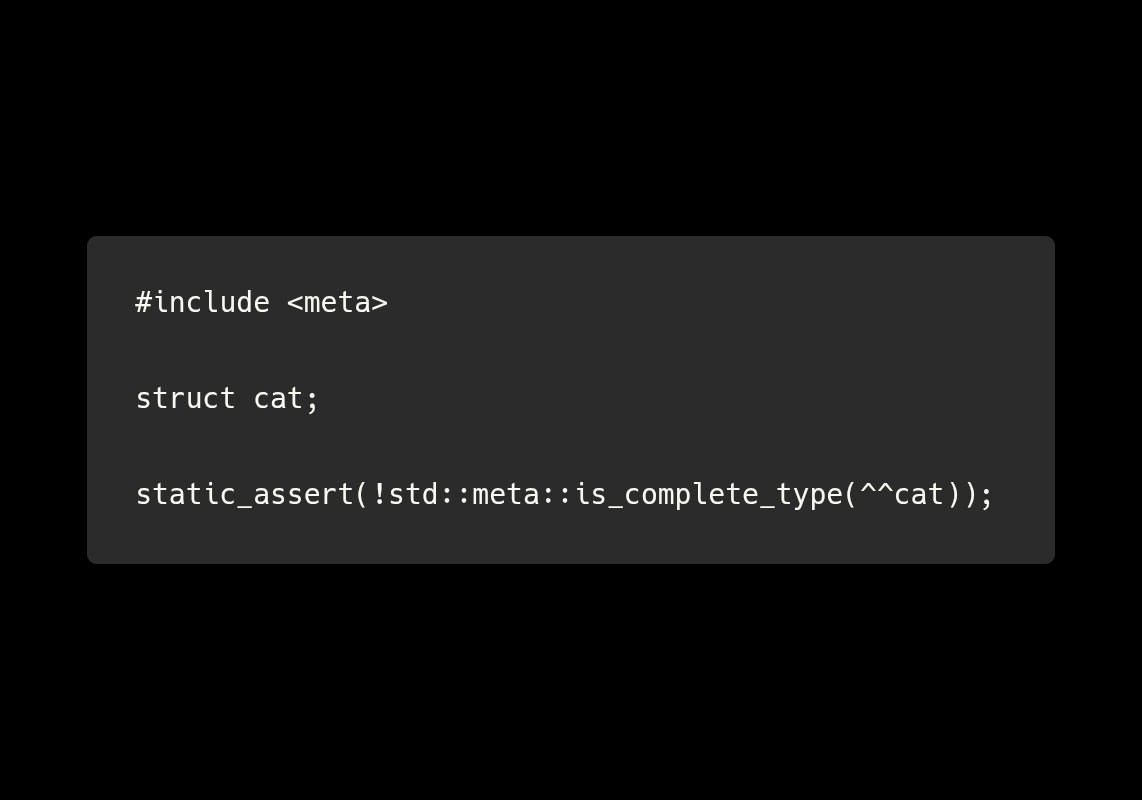 #include <meta>
struct cat;
static_assert(!std::meta::is_complete_type(^^cat));